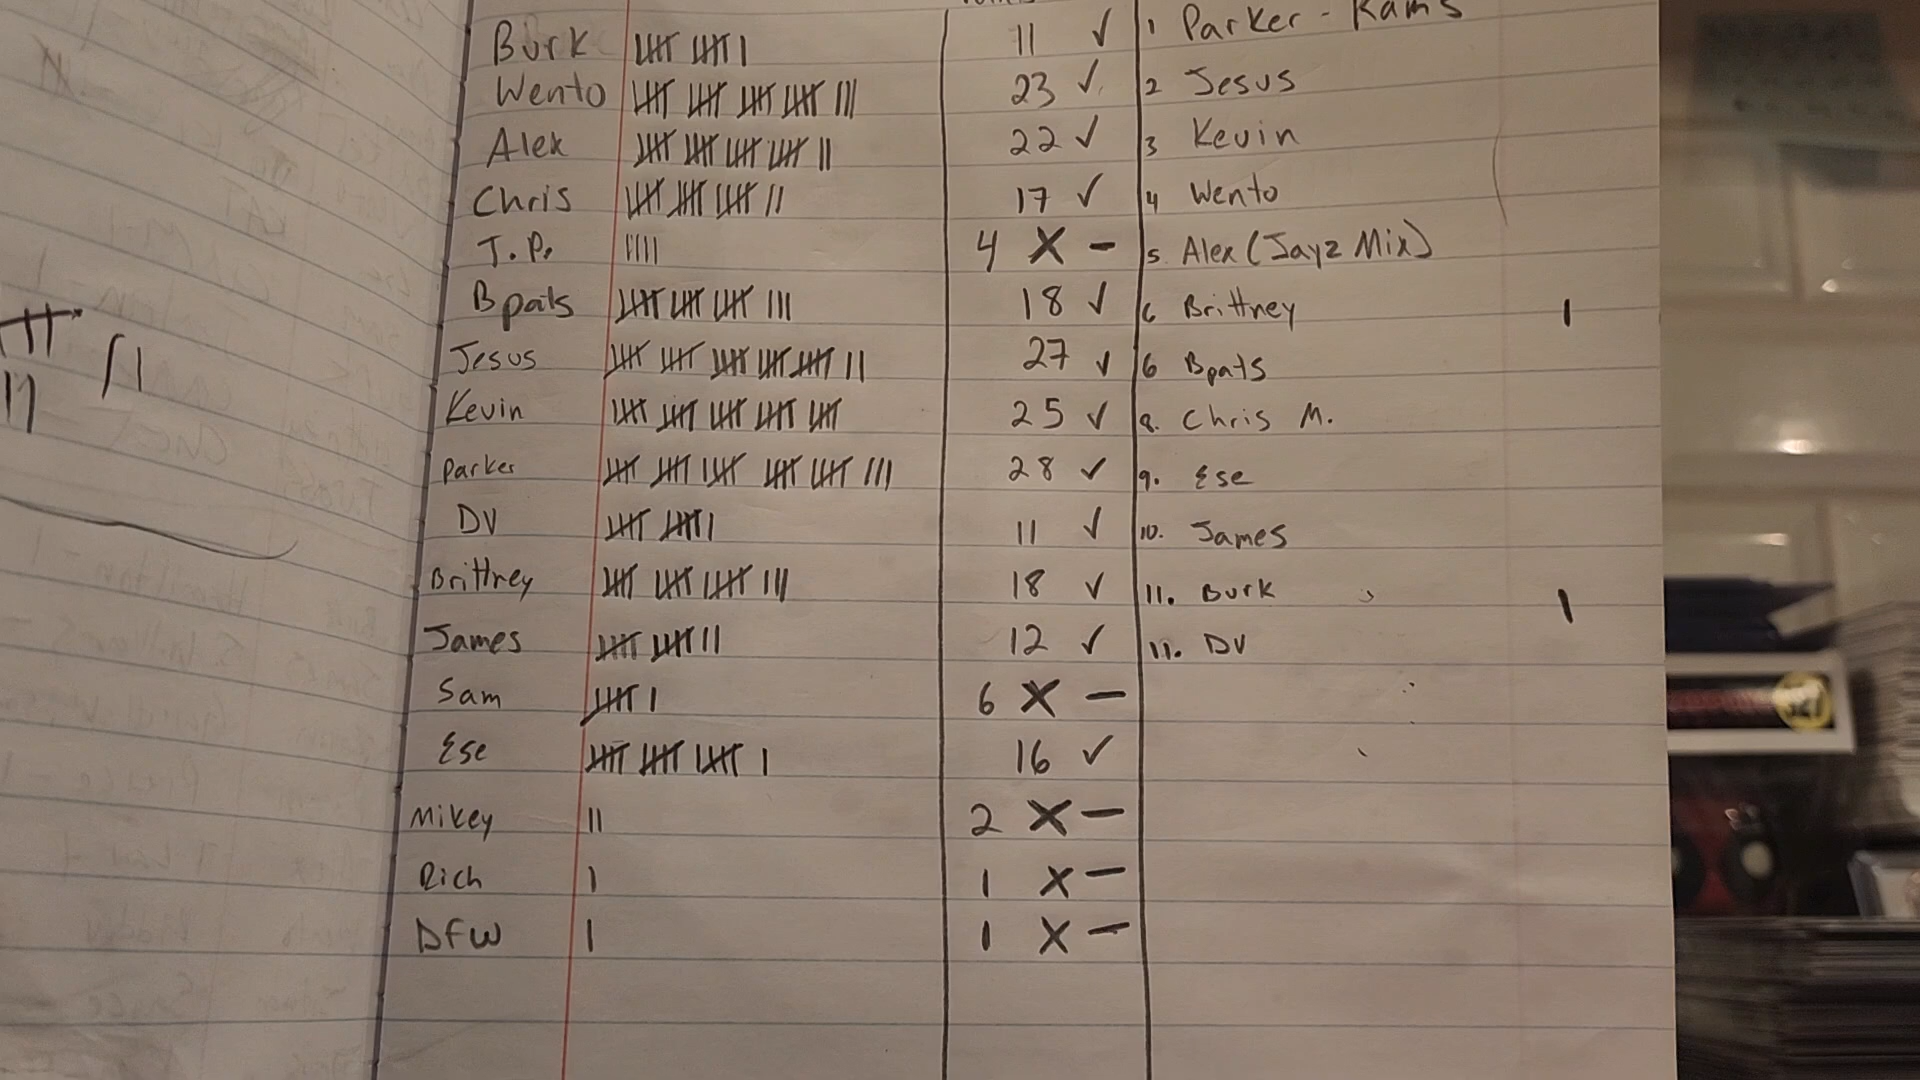 Burk 𝍸 𝍸 | 11 ✓ 1 Parker - Rams
Wento 𝍸 𝍸 𝍸 𝍸 ||| 23 ✓ 2 Jesus
Alex 𝍸 𝍸 𝍸 𝍸 || 22 ✓ 3 Kevin
Chris 𝍸 𝍸 𝍸 || 17 ✓ 4 Wento
T.P. |||| 4 X - 5. Alex (Jayz Mix)
Bpats 𝍸 𝍸 𝍸 ||| 18 ✓ 6 Brittney |
Jesus 𝍸 𝍸 𝍸 𝍸 𝍸 || 27 ✓ 6 Bpats
Kevin 𝍸 𝍸 𝍸 𝍸 𝍸 25 ✓ 8. Chris M.
Parker 𝍸 𝍸 𝍸 𝍸 𝍸 ||| 28 ✓ 9. Ese
DV 𝍸 𝍸 | 11 ✓ 10. James
Brittney 𝍸 𝍸 𝍸 ||| 18 ✓ 11. Burk |
James 𝍸 𝍸 || 12 ✓ 11. DV
Sam 𝍸 | 6 X -
Ese 𝍸 𝍸 𝍸 | 16 ✓
Mikey || 2 X -
Rich | 1 X -
DFW | 1 X -